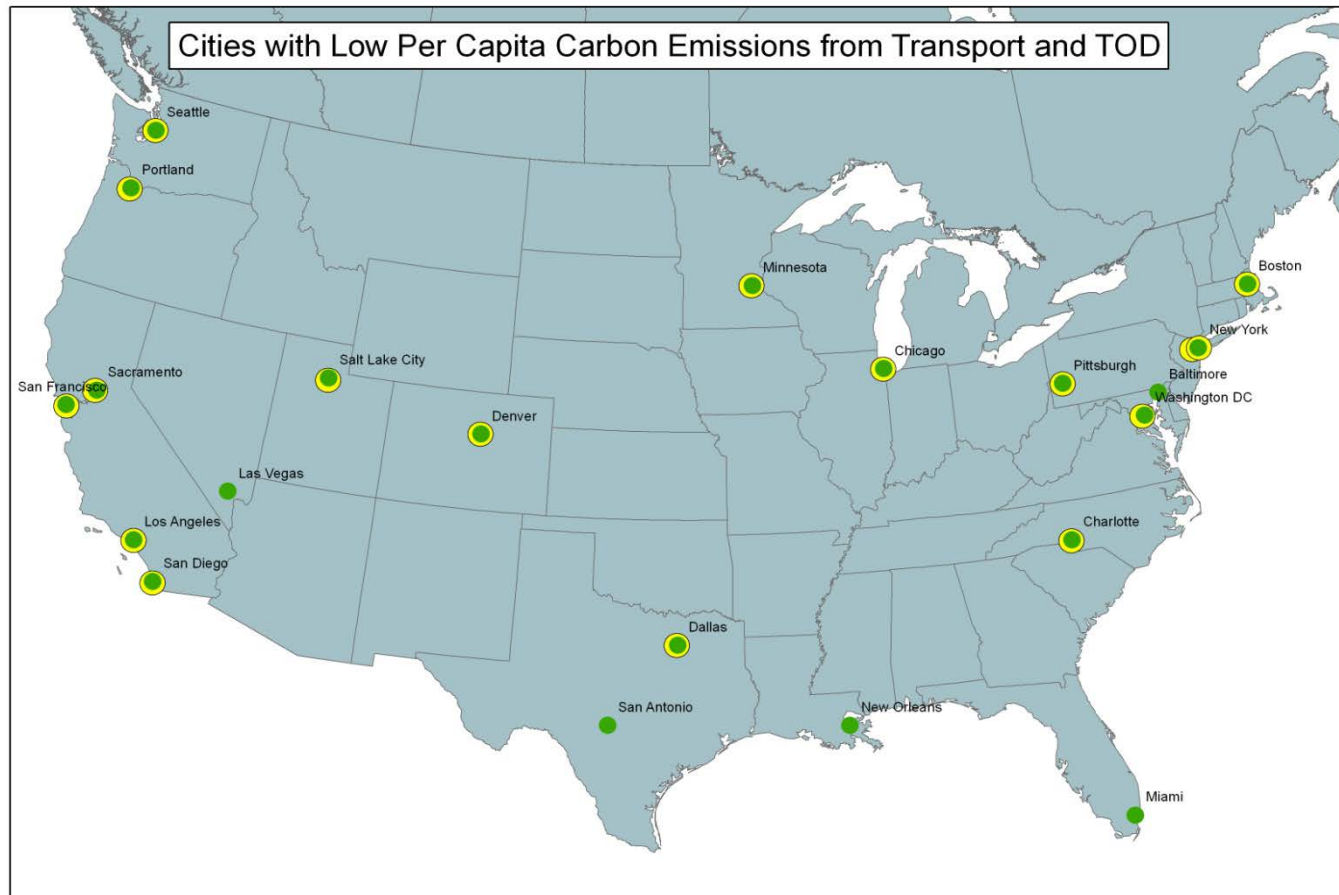 Cities with Low Per Capita Carbon Emissions from Transport and TOD
Seattle
Portland
Minnesota
Boston
New York
Chicago
Salt Lake City
Pittsburgh
Sacramento
Baltimore
San Francisco
Washington DC
Denver
Las Vegas
Los Angeles
Charlotte
San Diego
Dallas
San Antonio
New Orleans
Miami